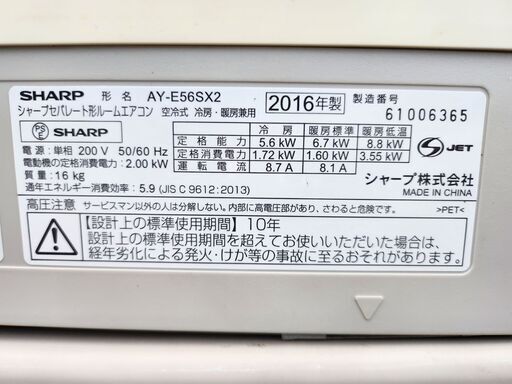 SHARP 形名 AY-E56SX2 2016年製 製造番号
シャープセパレート形ルームエアコン 空冷式 冷房・暖房兼用 61006365
PSE SHARP 冷房 暖房標準 暖房低温
定格能力 5.6 kW 6.7 kW 8.8 kW
電源：単相 200 V 50/60 Hz 定格消費電力 1.72 kW 1.60 kW 3.55 kW S JET
電動機の定格消費電力：2.00 kW 運転電流 8.7 A 8.1 A
質量：16 kg シャープ株式会社
通年エネルギー消費効率：5.9 (JIS C 9612:2013) MADE IN CHINA
高圧注意 サービスマン以外の人は分解しない。内部に高電圧部があり、さわると危険です。 >PET<
【設計上の標準使用期間】10年
設計上の標準使用期間を超えてお使いいただいた場合は、
経年劣化による発火・けが等の事故に至るおそれがあります。